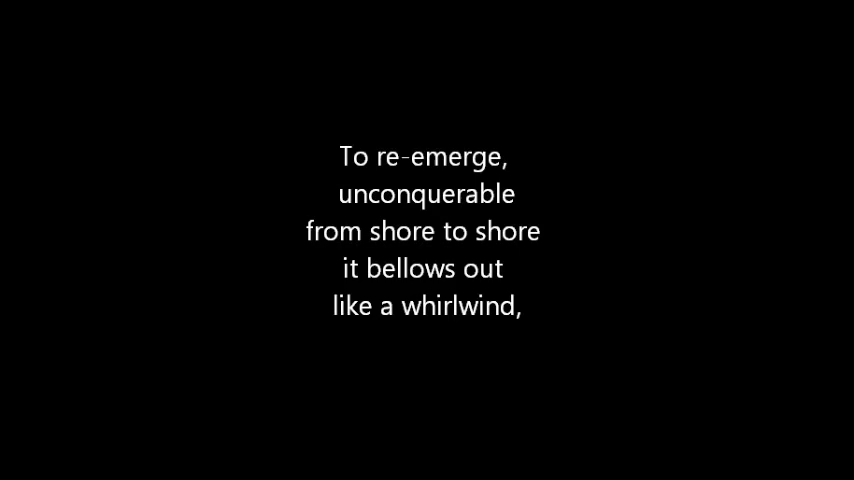 To re-emerge,
unconquerable
from shore to shore
it bellows out
like a whirlwind,